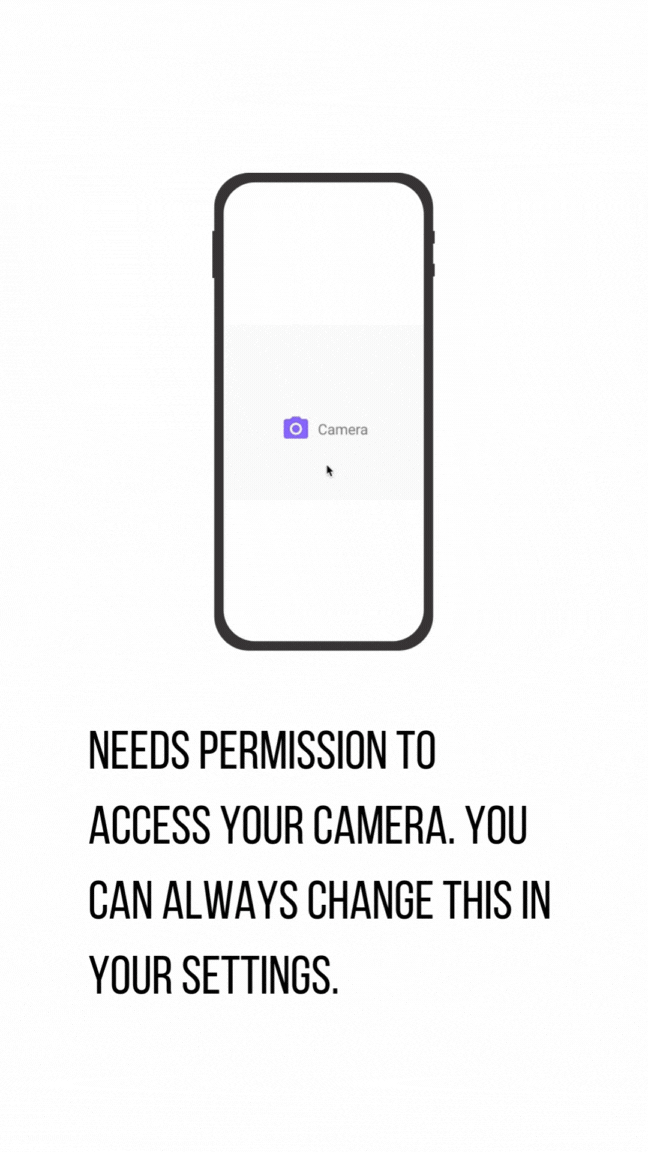 Camera
NEEDS PERMISSION TO
ACCESS YOUR CAMERA. YOU
CAN ALWAYS CHANGE THIS IN
YOUR SETTINGS.